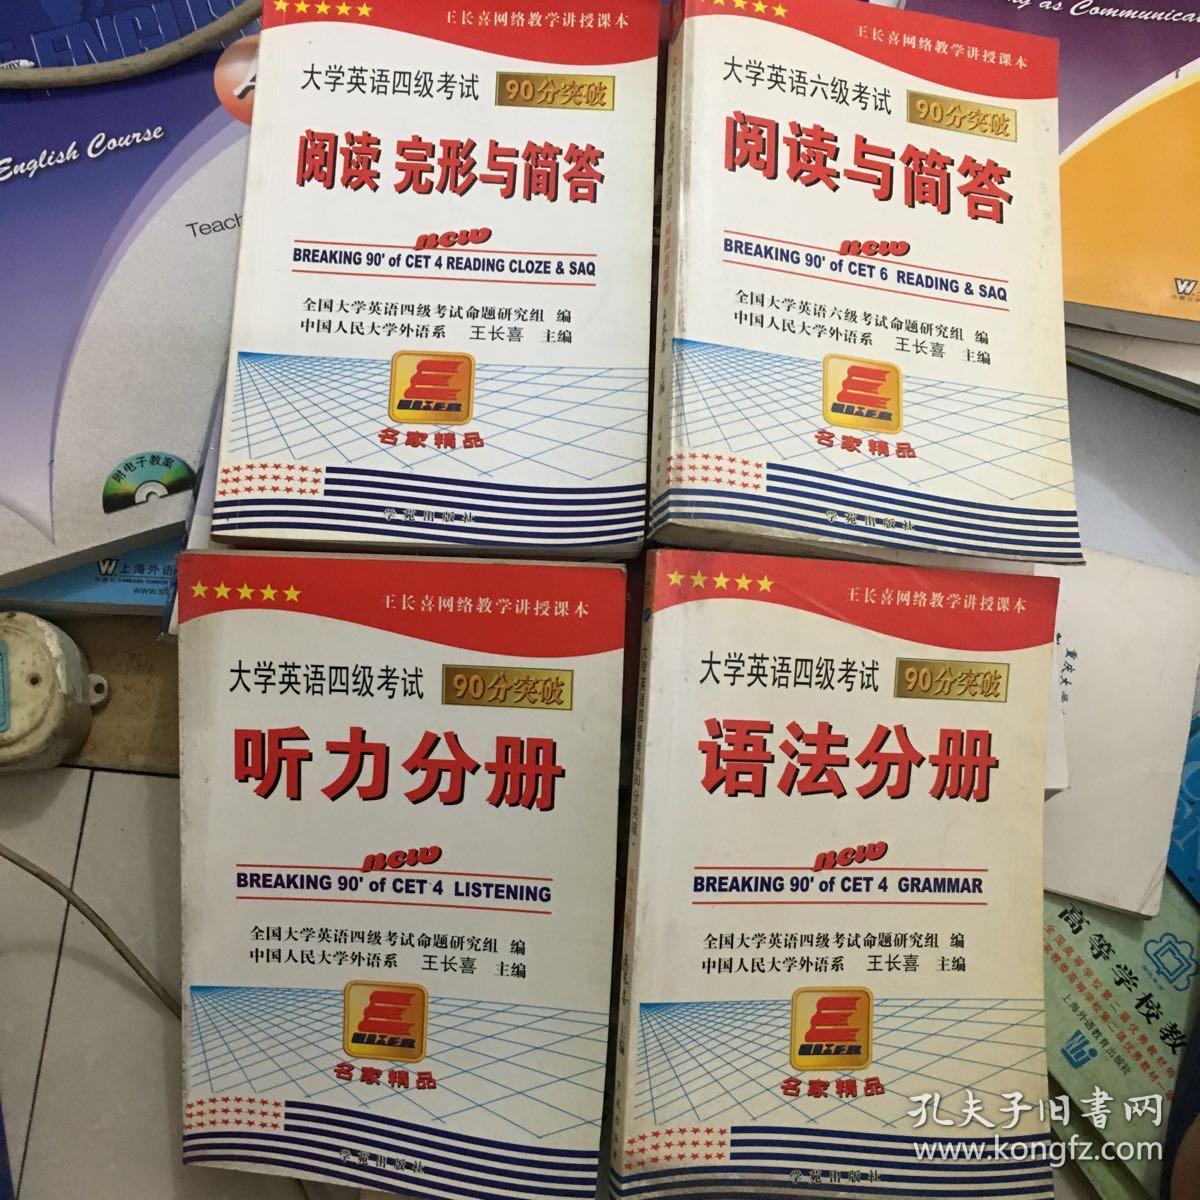 王长喜网络教学讲授课本
大学英语四级考试 90分突破
阅读 完形与简答
new
BREAKING 90' of CET 4 READING CLOZE & SAQ
全国大学英语四级考试命题研究组 编
中国人民大学外语系 王长喜 主编
名家精品
学苑出版社
王长喜网络教学讲授课本
大学英语六级考试 90分突破
阅读与简答
new
BREAKING 90' of CET 6 READING & SAQ
全国大学英语六级考试命题研究组 编
中国人民大学外语系 王长喜 主编
名家精品
学苑出版社
王长喜网络教学讲授课本
大学英语四级考试 90分突破
听力分册
new
BREAKING 90' of CET 4 LISTENING
全国大学英语四级考试命题研究组 编
中国人民大学外语系 王长喜 主编
名家精品
学苑出版社
王长喜网络教学讲授课本
大学英语四级考试 90分突破
语法分册
new
BREAKING 90' of CET 4 GRAMMAR
全国大学英语四级考试命题研究组 编
中国人民大学外语系 王长喜 主编
名家精品
学苑出版社
English Course
Teach
附电子教案
上海外语
as Communica
高等学校教
上海外语教育出版社
孔夫子旧书网
www.kongfz.com